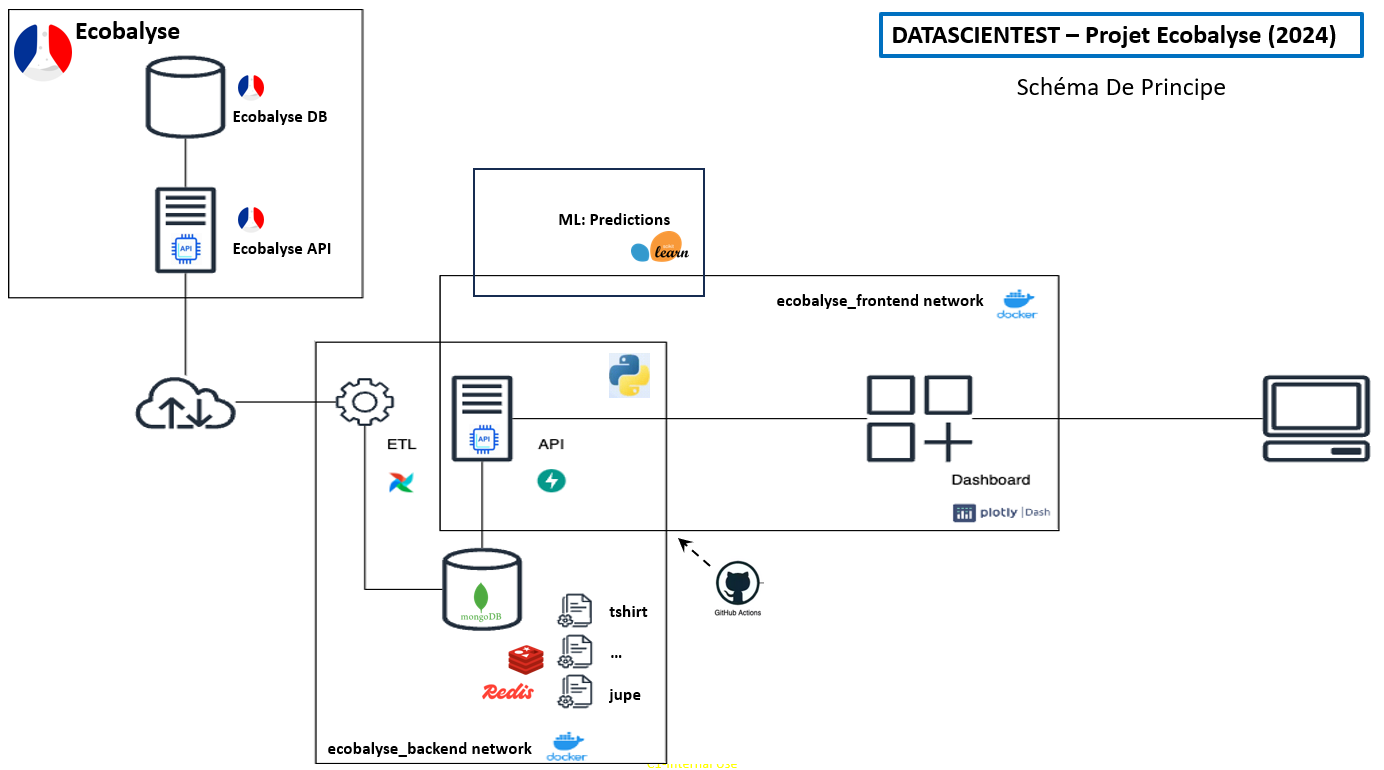 Ecobalyse
DATASCIENTEST – Projet Ecobalyse (2024)
Schéma De Principe
Ecobalyse DB
API
Ecobalyse API
ML: Predictions
learn
ecobalyse_frontend network
docker
ETL
API
API
Dashboard
plotly | Dash
mongoDB
GitHub Actions
tshirt
...
Redis
jupe
ecobalyse_backend network
docker